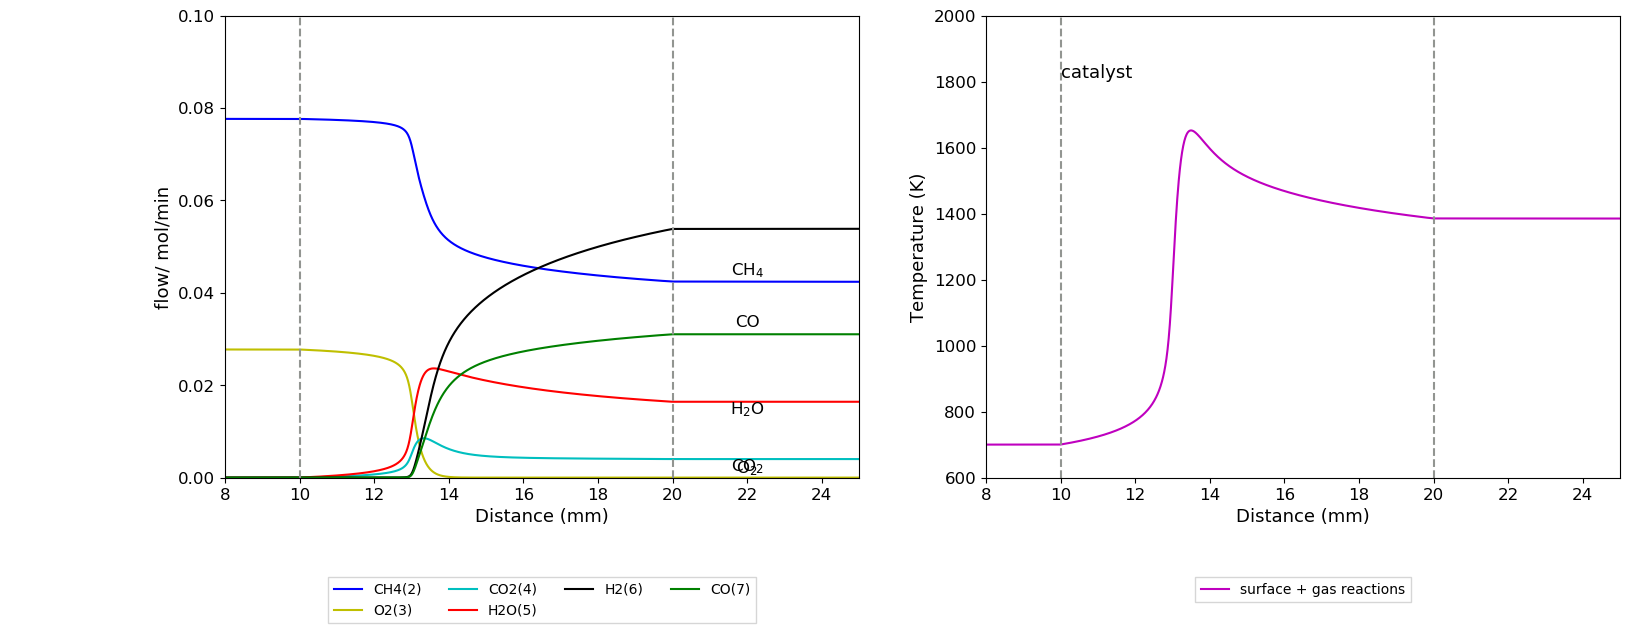 0.10
0.08
0.06
0.04
0.02
0.00
flow/ mol/min
8 10 12 14 16 18 20 22 24
Distance (mm)
CH₄
CO
H₂O
CO₂
O₂
CH4(2) CO2(4) H2(6) CO(7)
O2(3) H2O(5)
2000
1800
1600
1400
1200
1000
800
600
Temperature (K)
catalyst
8 10 12 14 16 18 20 22 24
Distance (mm)
surface + gas reactions